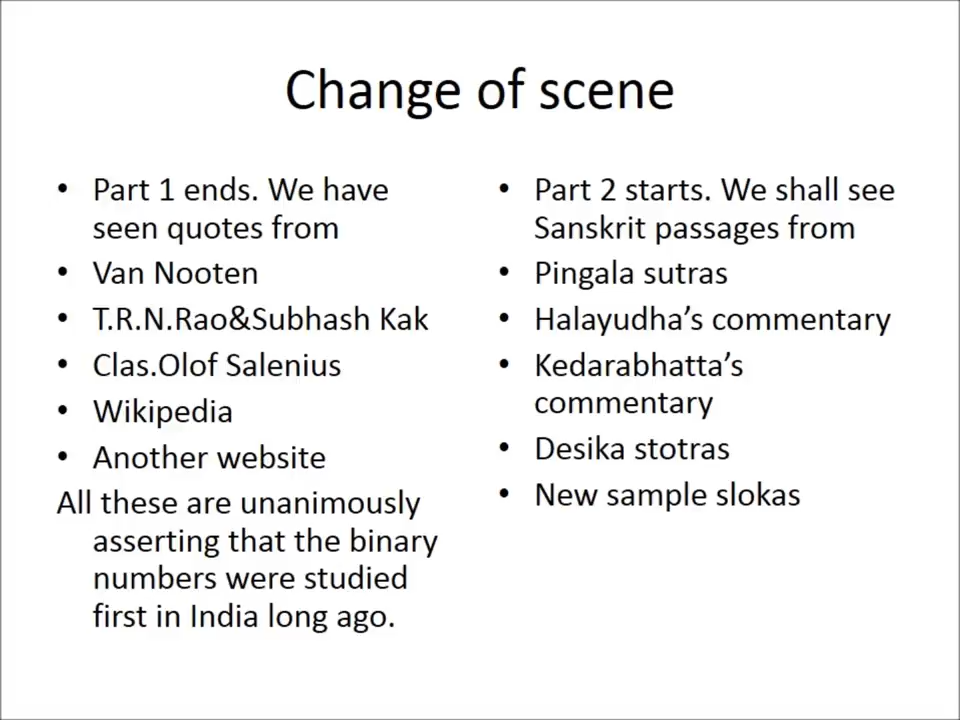 Change of scene
• Part 1 ends. We have
seen quotes from
• Van Nooten
• T.R.N.Rao&Subhash Kak
• Clas.Olof Salenius
• Wikipedia
• Another website
All these are unanimously
asserting that the binary
numbers were studied
first in India long ago.
• Part 2 starts. We shall see
Sanskrit passages from
• Pingala sutras
• Halayudha’s commentary
• Kedarabhatta’s
commentary
• Desika stotras
• New sample slokas